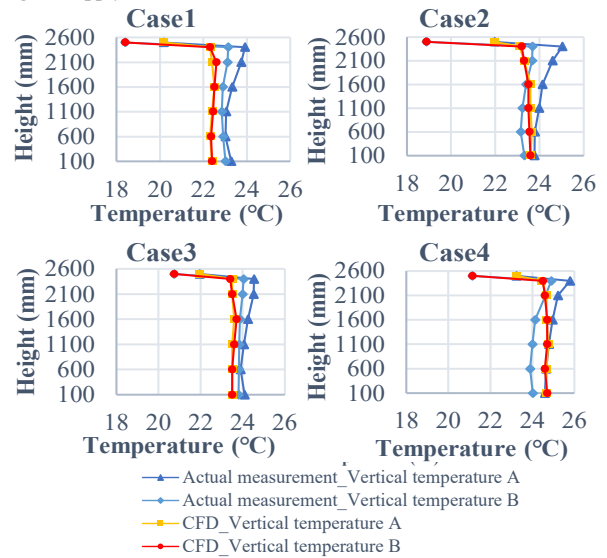 Case1
Case2
Height (mm)
2600
2100
1600
1100
600
100
18 20 22 24 26
Temperature (°C)
Height (mm)
2600
2100
1600
1100
600
100
18 20 22 24 26
Temperature (°C)
Case3
Case4
Height (mm)
2600
2100
1600
1100
600
100
18 20 22 24 26
Temperature (°C)
Height (mm)
2600
2100
1600
1100
600
100
18 20 22 24 26
Temperature (°C)
Actual measurement_Vertical temperature A
Actual measurement_Vertical temperature B
CFD_Vertical temperature A
CFD_Vertical temperature B